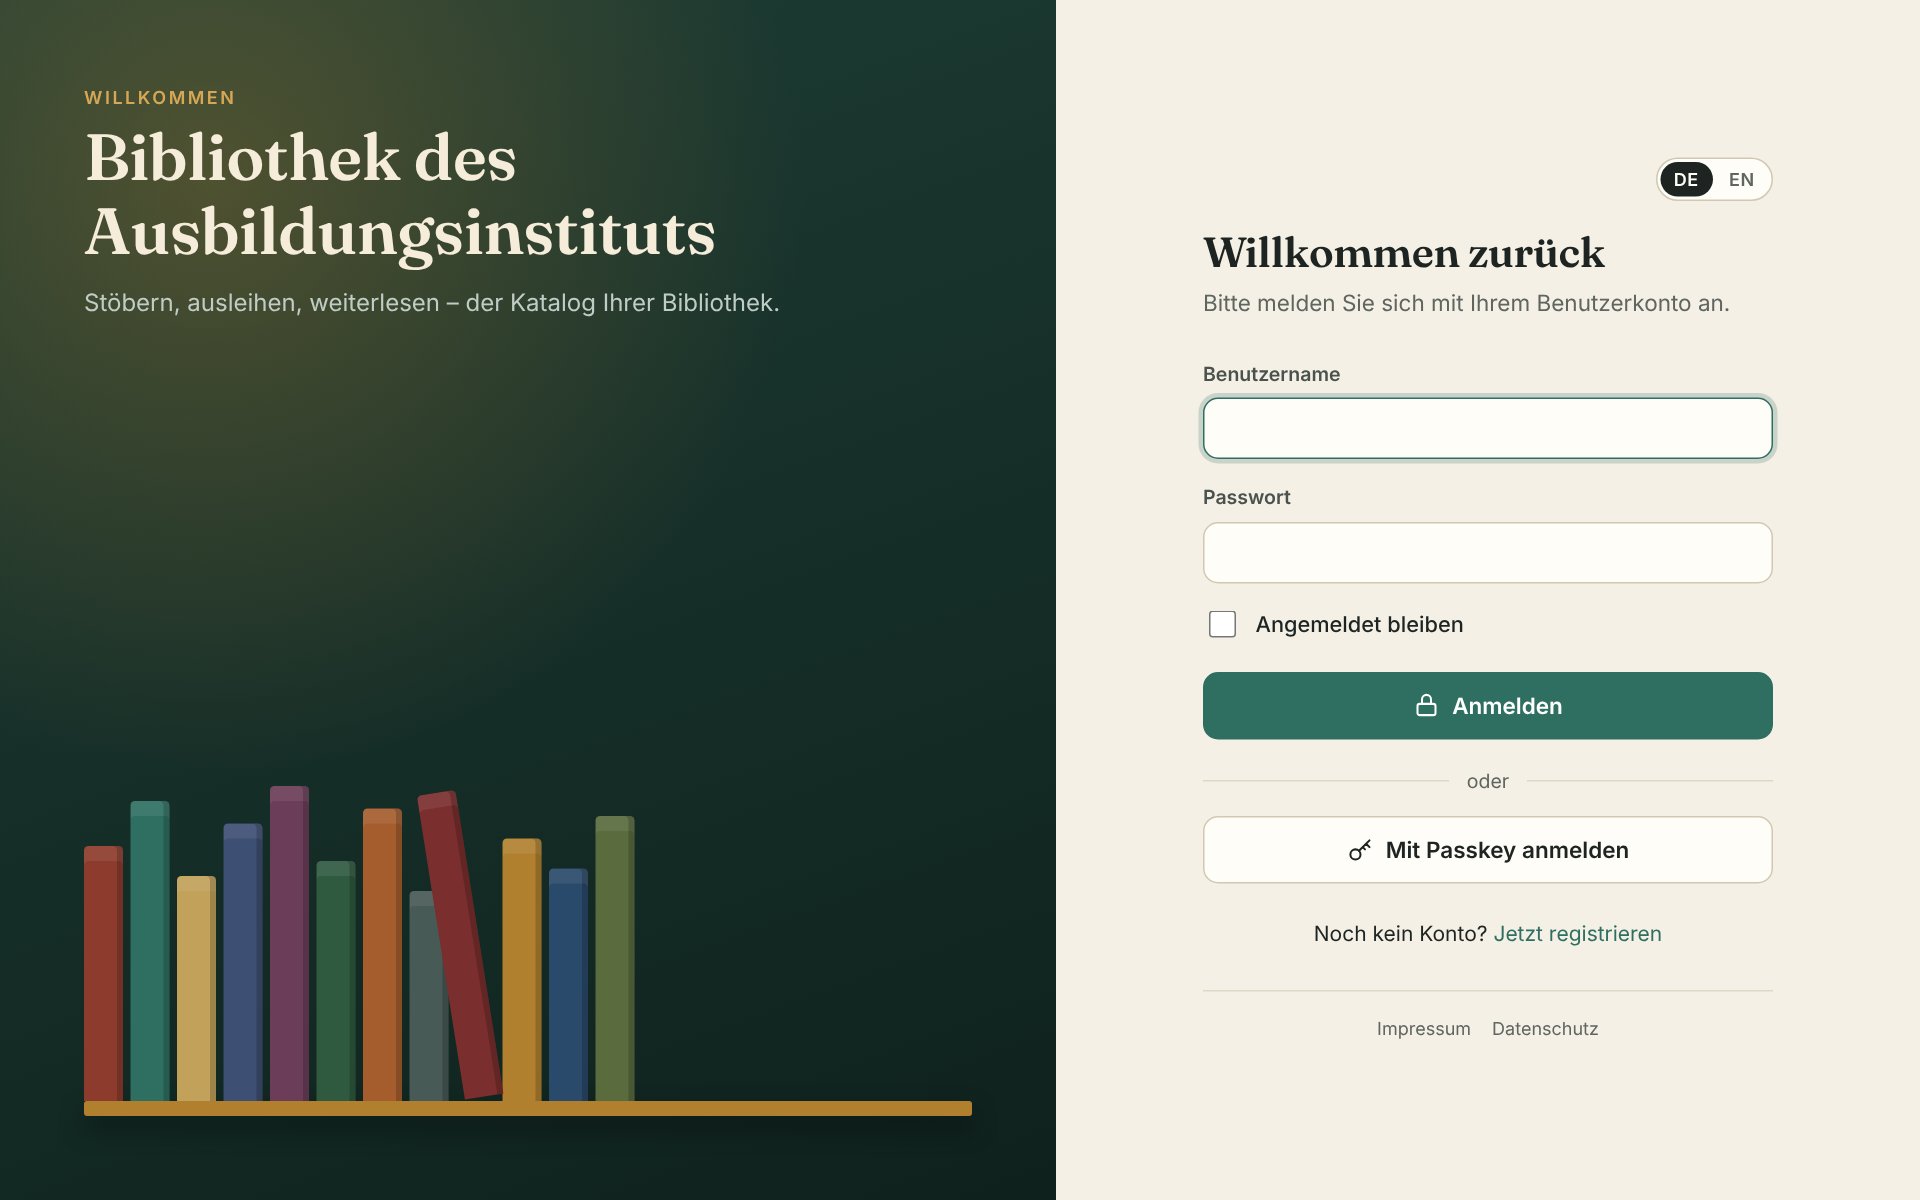 WILLKOMMEN
Bibliothek des
Ausbildungsinstituts
Stöbern, ausleihen, weiterlesen – der Katalog Ihrer Bibliothek.
DE EN
Willkommen zurück
Bitte melden Sie sich mit Ihrem Benutzerkonto an.
Benutzername
Passwort
Angemeldet bleiben
Anmelden
oder
Mit Passkey anmelden
Noch kein Konto? Jetzt registrieren
Impressum Datenschutz